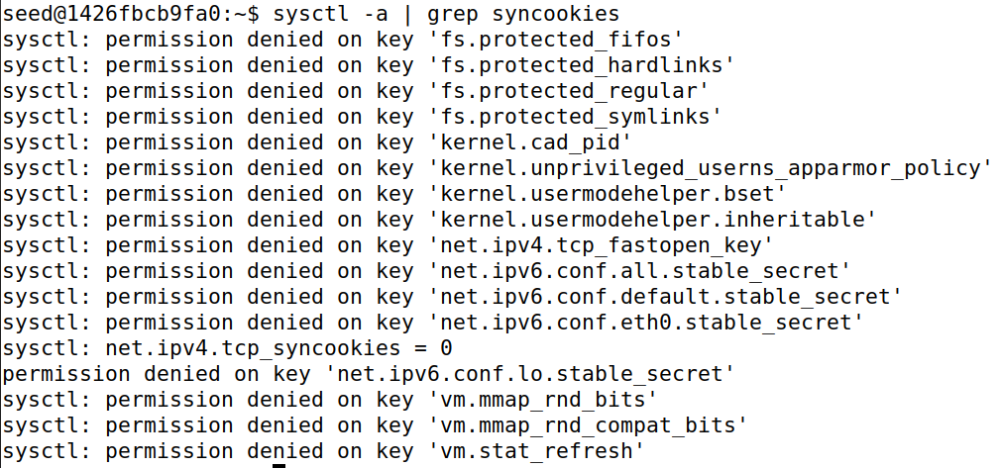 seed@1426fbcb9fa0:~$ sysctl -a | grep syncookies
sysctl: permission denied on key 'fs.protected_fifos'
sysctl: permission denied on key 'fs.protected_hardlinks'
sysctl: permission denied on key 'fs.protected_regular'
sysctl: permission denied on key 'fs.protected_symlinks'
sysctl: permission denied on key 'kernel.cad_pid'
sysctl: permission denied on key 'kernel.unprivileged_userns_apparmor_policy'
sysctl: permission denied on key 'kernel.usermodehelper.bset'
sysctl: permission denied on key 'kernel.usermodehelper.inheritable'
sysctl: permission denied on key 'net.ipv4.tcp_fastopen_key'
sysctl: permission denied on key 'net.ipv6.conf.all.stable_secret'
sysctl: permission denied on key 'net.ipv6.conf.default.stable_secret'
sysctl: permission denied on key 'net.ipv6.conf.eth0.stable_secret'
sysctl: net.ipv4.tcp_syncookies = 0
permission denied on key 'net.ipv6.conf.lo.stable_secret'
sysctl: permission denied on key 'vm.mmap_rnd_bits'
sysctl: permission denied on key 'vm.mmap_rnd_compat_bits'
sysctl: permission denied on key 'vm.stat_refresh'